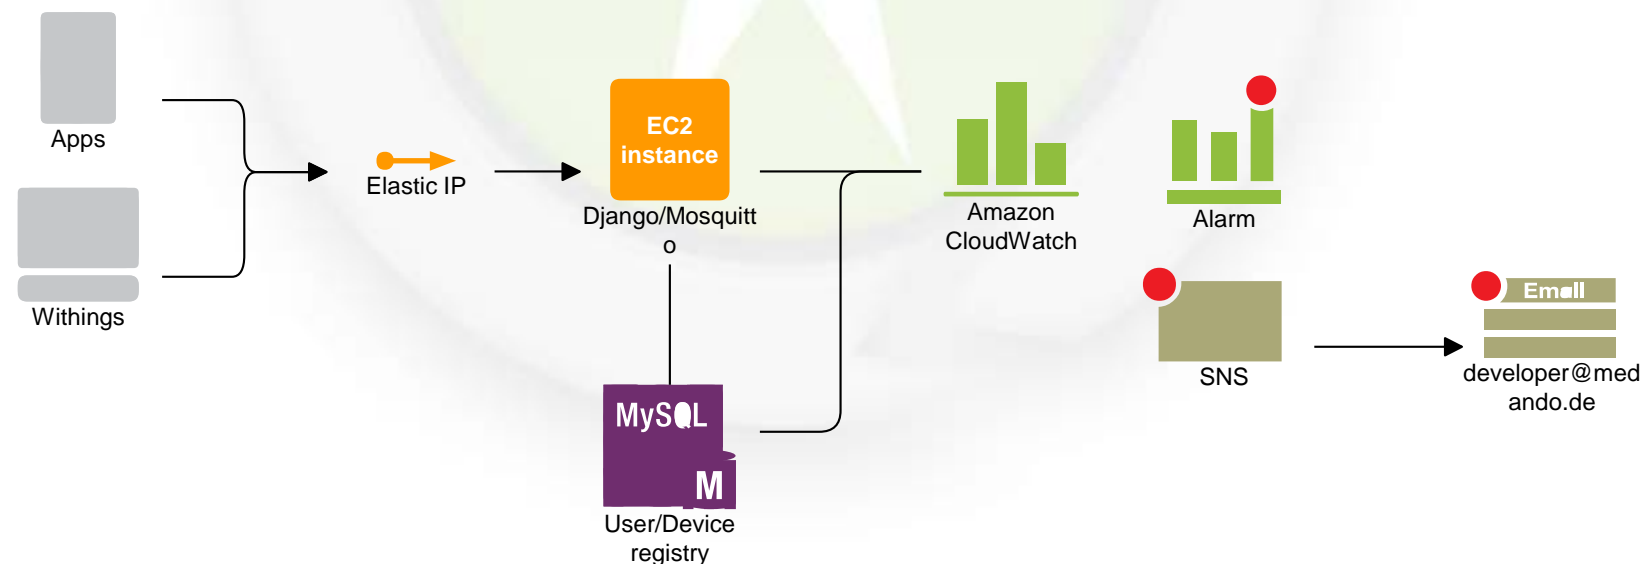 Apps
Withings
Elastic IP
EC2
instance
Django/Mosquitt
o
MySQL
M
User/Device
registry
Amazon
CloudWatch
Alarm
SNS
Email
developer@med
ando.de